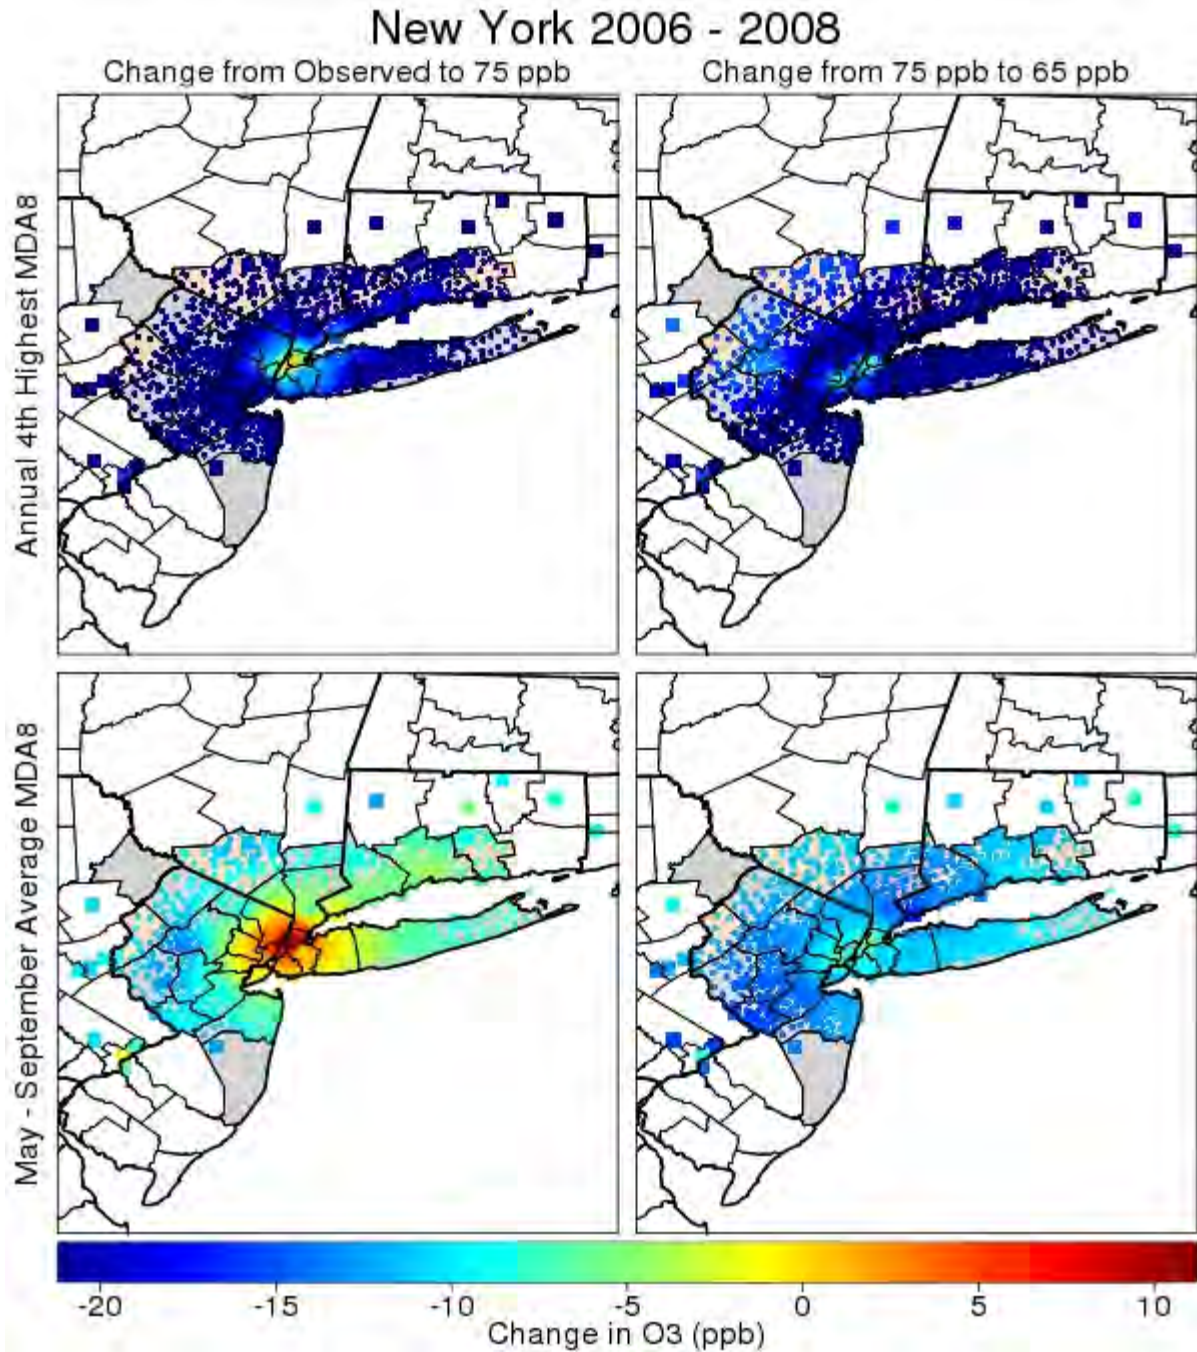 New York 2006 - 2008
Change from Observed to 75 ppb
Change from 75 ppb to 65 ppb
Annual 4th Highest MDA8
May - September Average MDA8
-20 -15 -10 -5 0 5 10
Change in O3 (ppb)